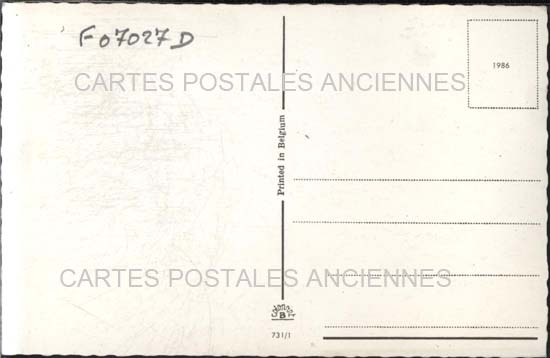 F07027D
CARTES POSTALES ANCIENNES
1986
Printed in Belgium
CARTES POSTALES ANCIENNES
B
731/1